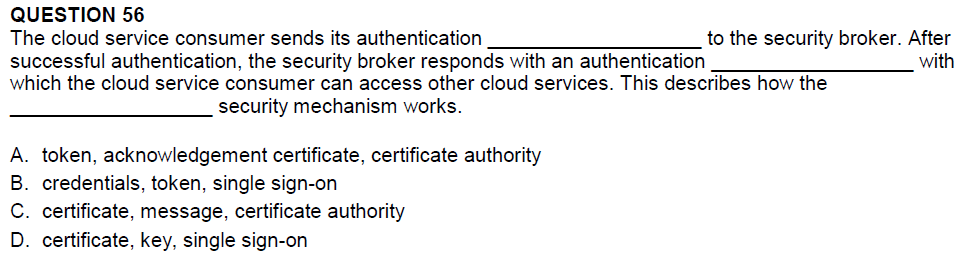 QUESTION 56
The cloud service consumer sends its authentication ____________________ to the security broker. After
successful authentication, the security broker responds with an authentication ___________________ with
which the cloud service consumer can access other cloud services. This describes how the
___________________ security mechanism works.
A. token, acknowledgement certificate, certificate authority
B. credentials, token, single sign-on
C. certificate, message, certificate authority
D. certificate, key, single sign-on